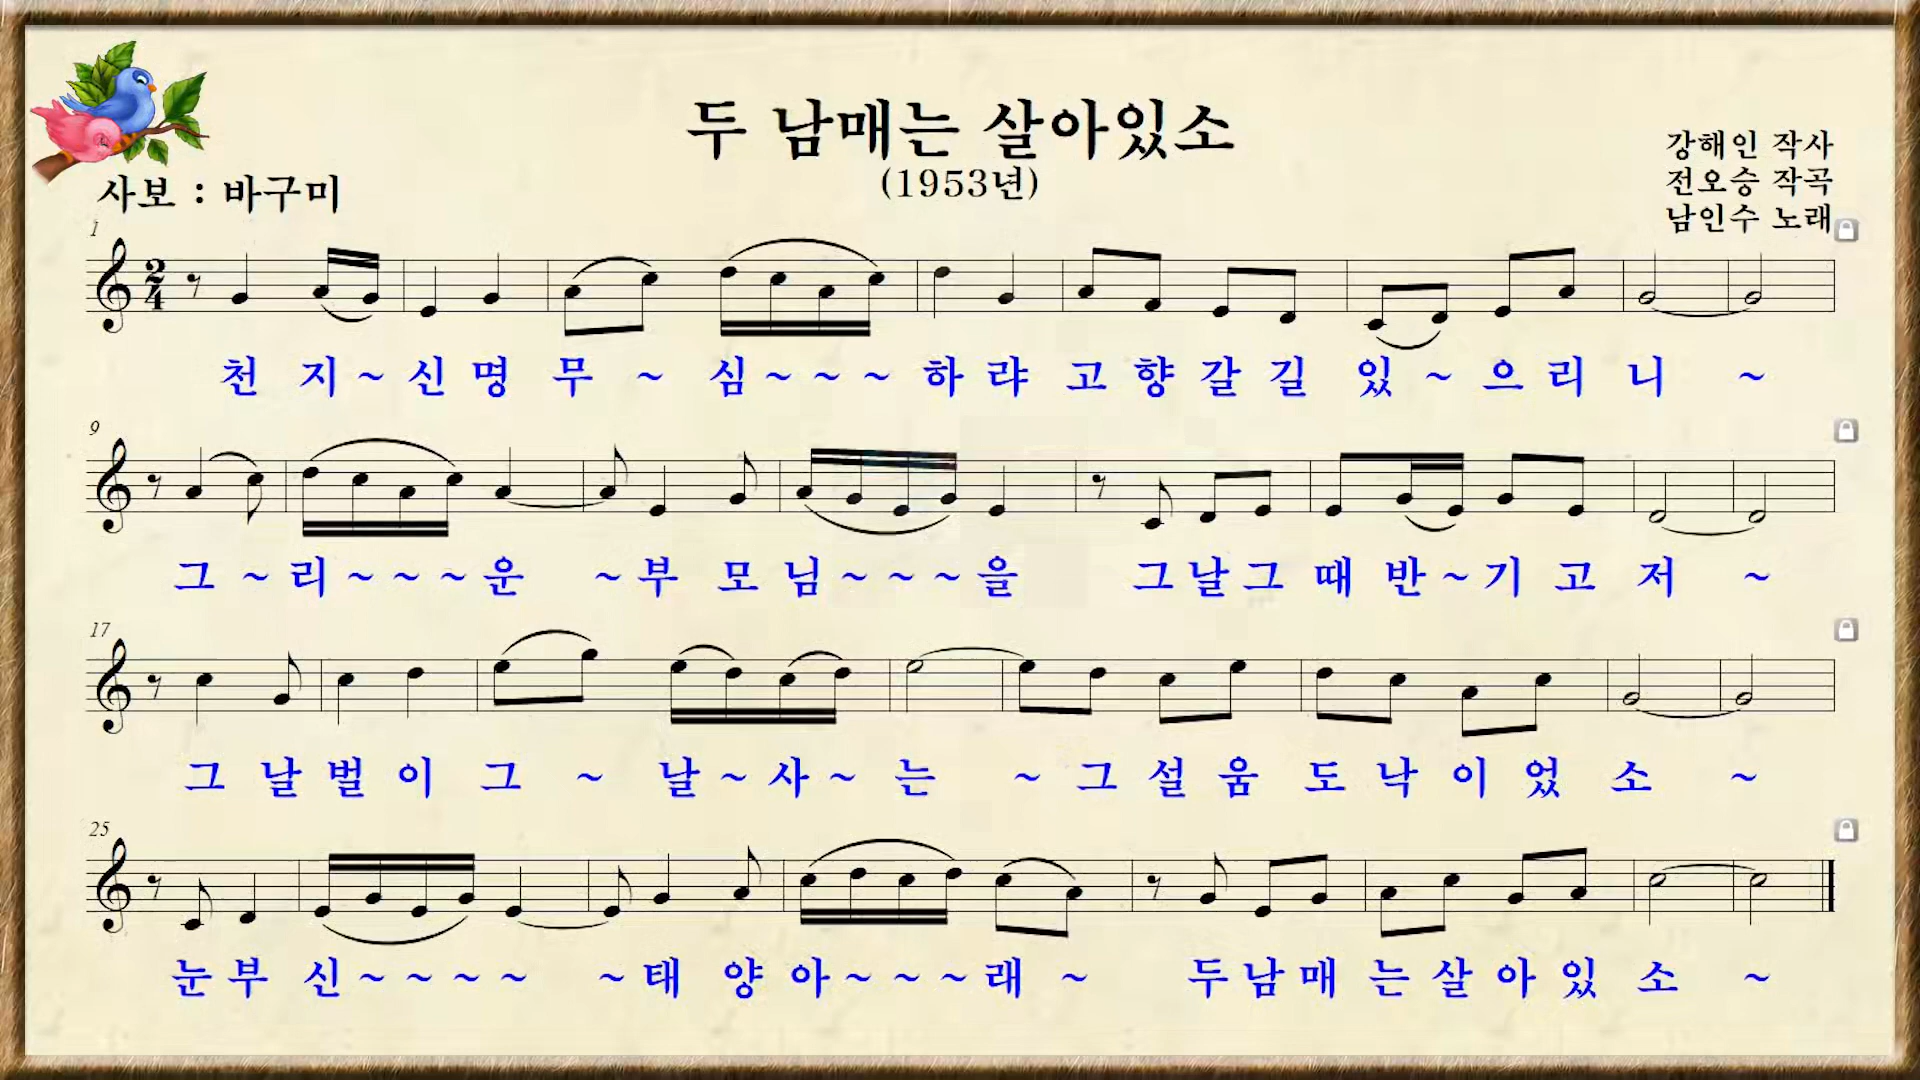 두 남매는 살아있소
(1953년)
강해인 작사
전오승 작곡
남인수 노래
사보 : 바구미
1
2
4
천 지 ~ 신 명 무 ~ 심 ~ ~ ~ 하 랴 고 향 갈 길 있 ~ 으 리 니 ~
9
그 ~ 리 ~ ~ ~ 운 ~ 부 모 님 ~ ~ ~ 을 그 날 그 때 반 ~ 기 고 저 ~
17
그 날 벌 이 그 ~ 날 ~ 사 ~ 는 ~ 그 설 움 도 낙 이 었 소 ~
25
눈 부 신 ~ ~ ~ ~ ~ 태 양 아 ~ ~ ~ 래 ~ 두 남 매 는 살 아 있 소 ~